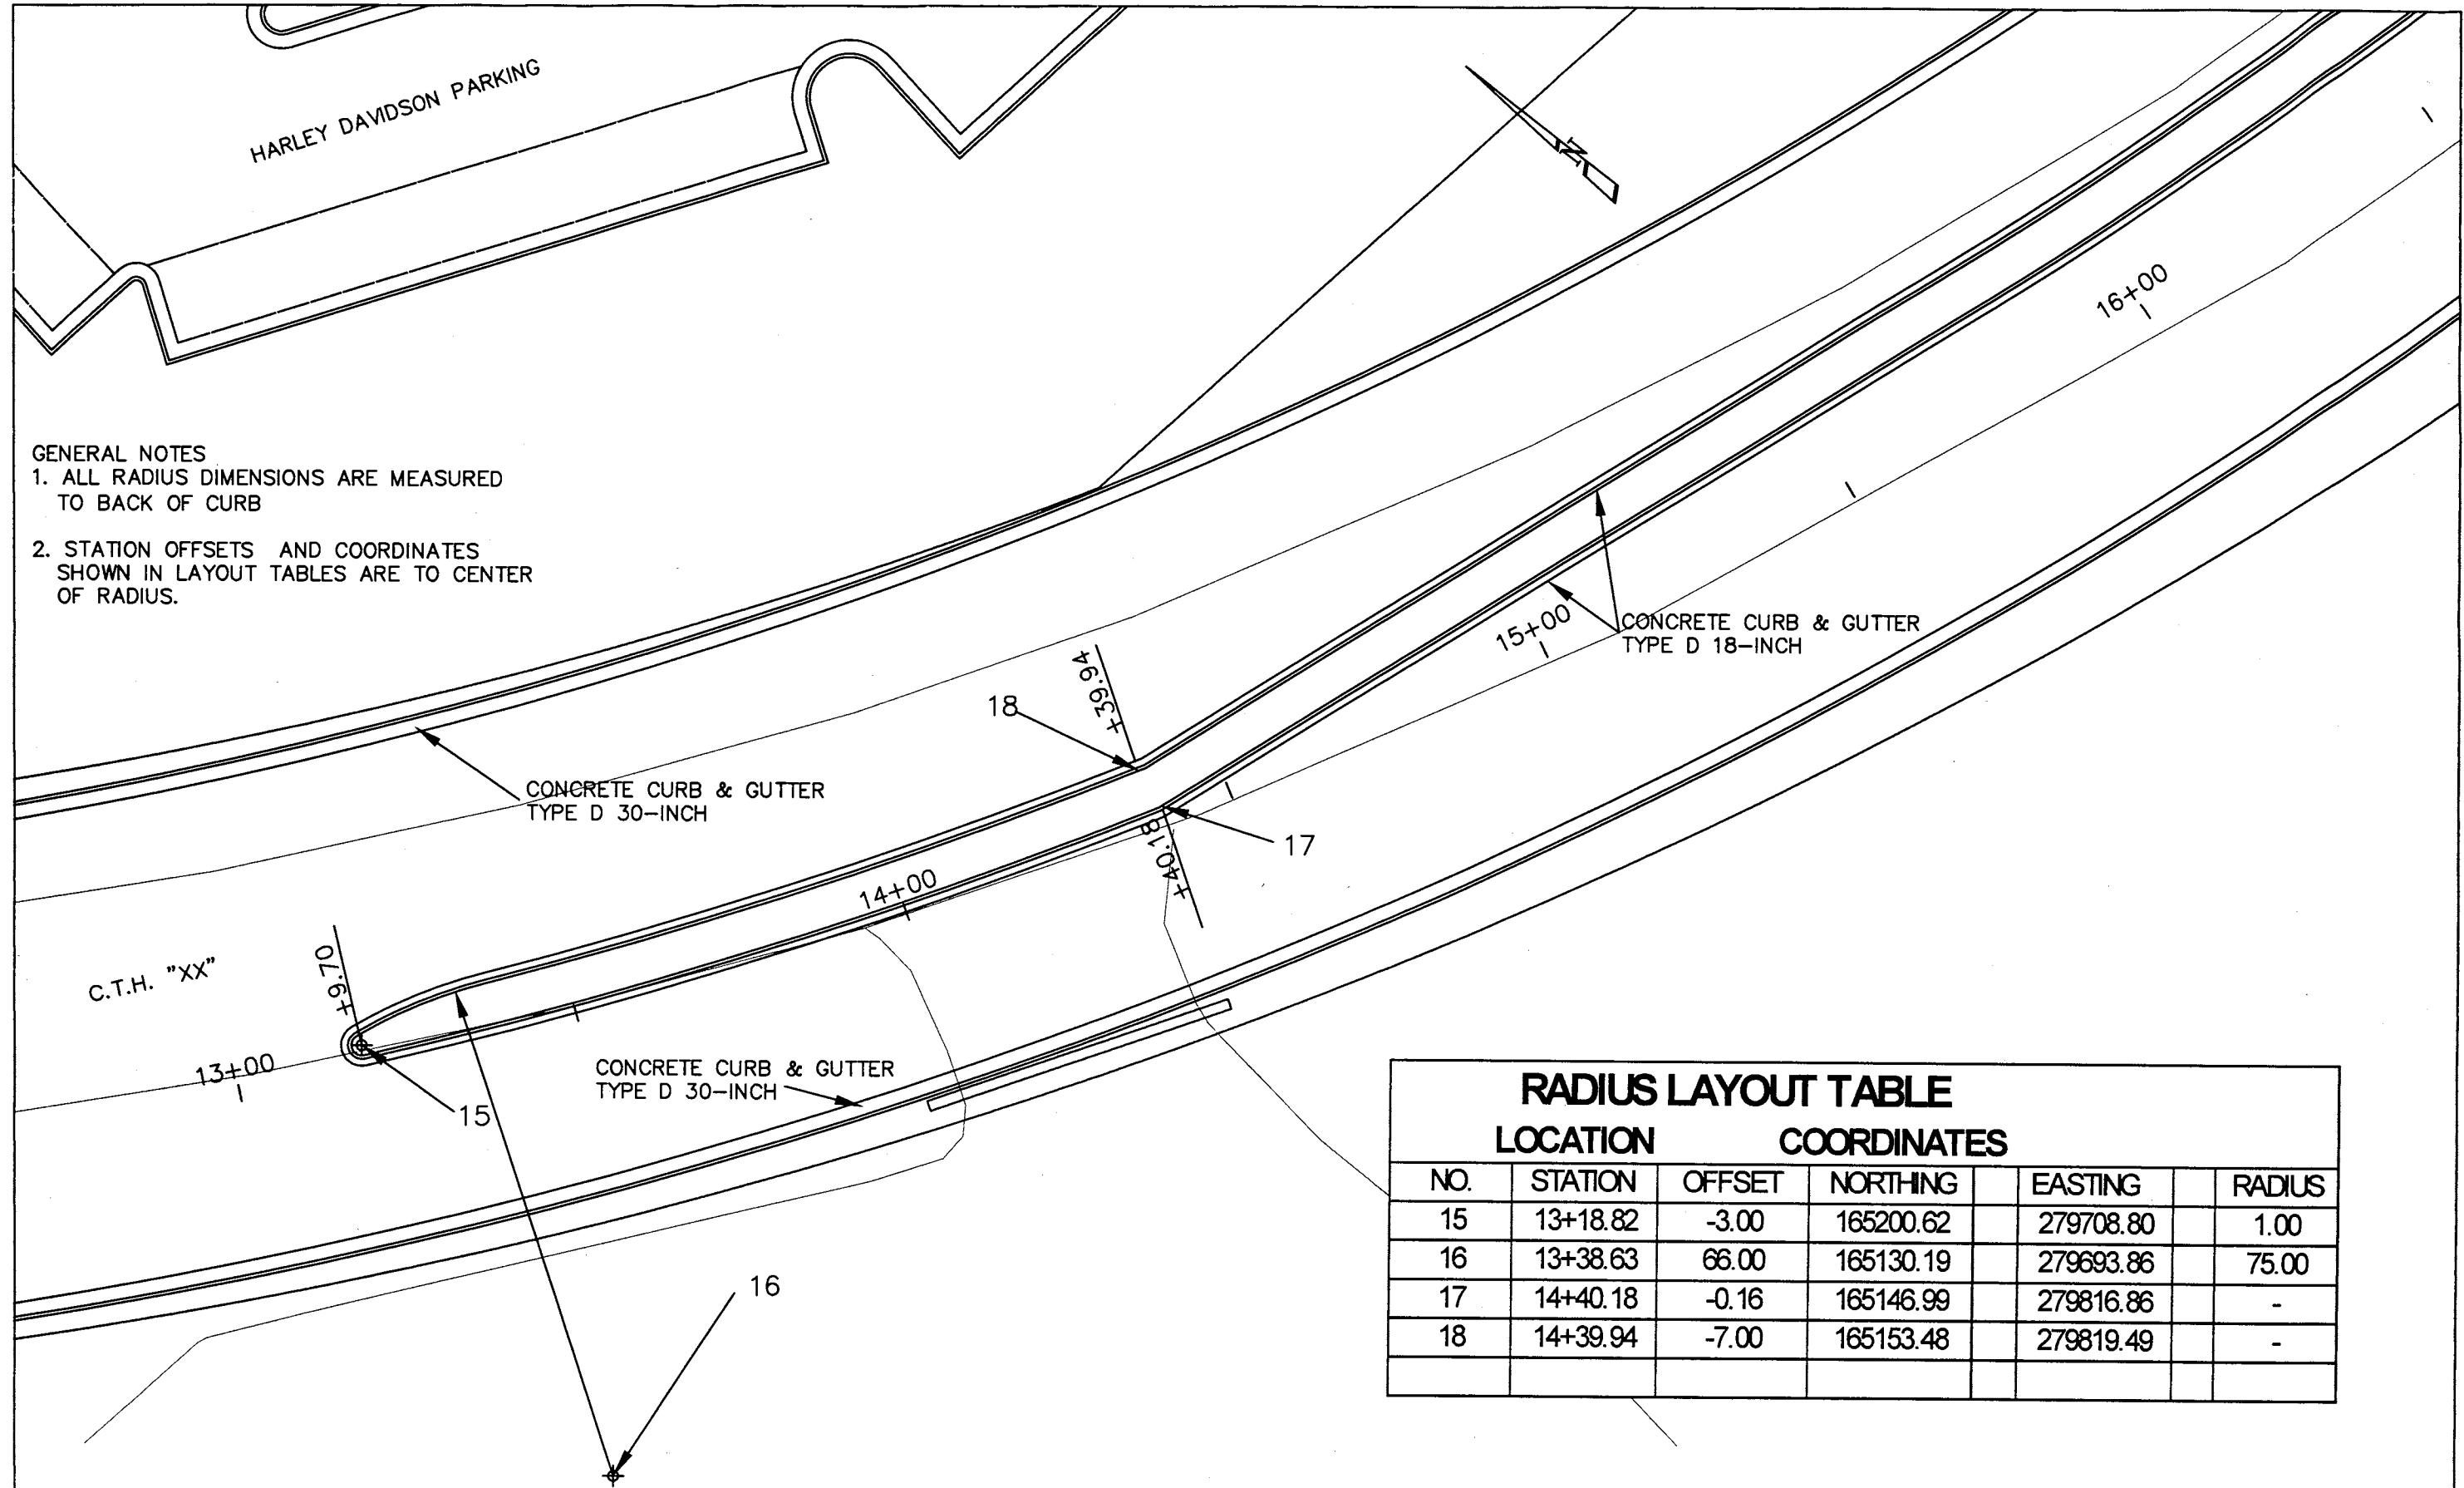 HARLEY DAVIDSON PARKING
N
GENERAL NOTES
1. ALL RADIUS DIMENSIONS ARE MEASURED
TO BACK OF CURB
2. STATION OFFSETS AND COORDINATES
SHOWN IN LAYOUT TABLES ARE TO CENTER
OF RADIUS.
16+00
15+00
CONCRETE CURB & GUTTER
TYPE D 18-INCH
+39.94
18
CONCRETE CURB & GUTTER
TYPE D 30-INCH
17
+40.18
14+00
C.T.H. "XX"
+9.70
13+00
CONCRETE CURB & GUTTER
TYPE D 30-INCH
15
16
RADIUS LAYOUT TABLE
LOCATION COORDINATES
NO. STATION OFFSET NORTHING EASTING RADIUS
15 13+18.82 -3.00 165200.62 279708.80 1.00
16 13+38.63 66.00 165130.19 279693.86 75.00
17 14+40.18 -0.16 165146.99 279816.86 -
18 14+39.94 -7.00 165153.48 279819.49 -